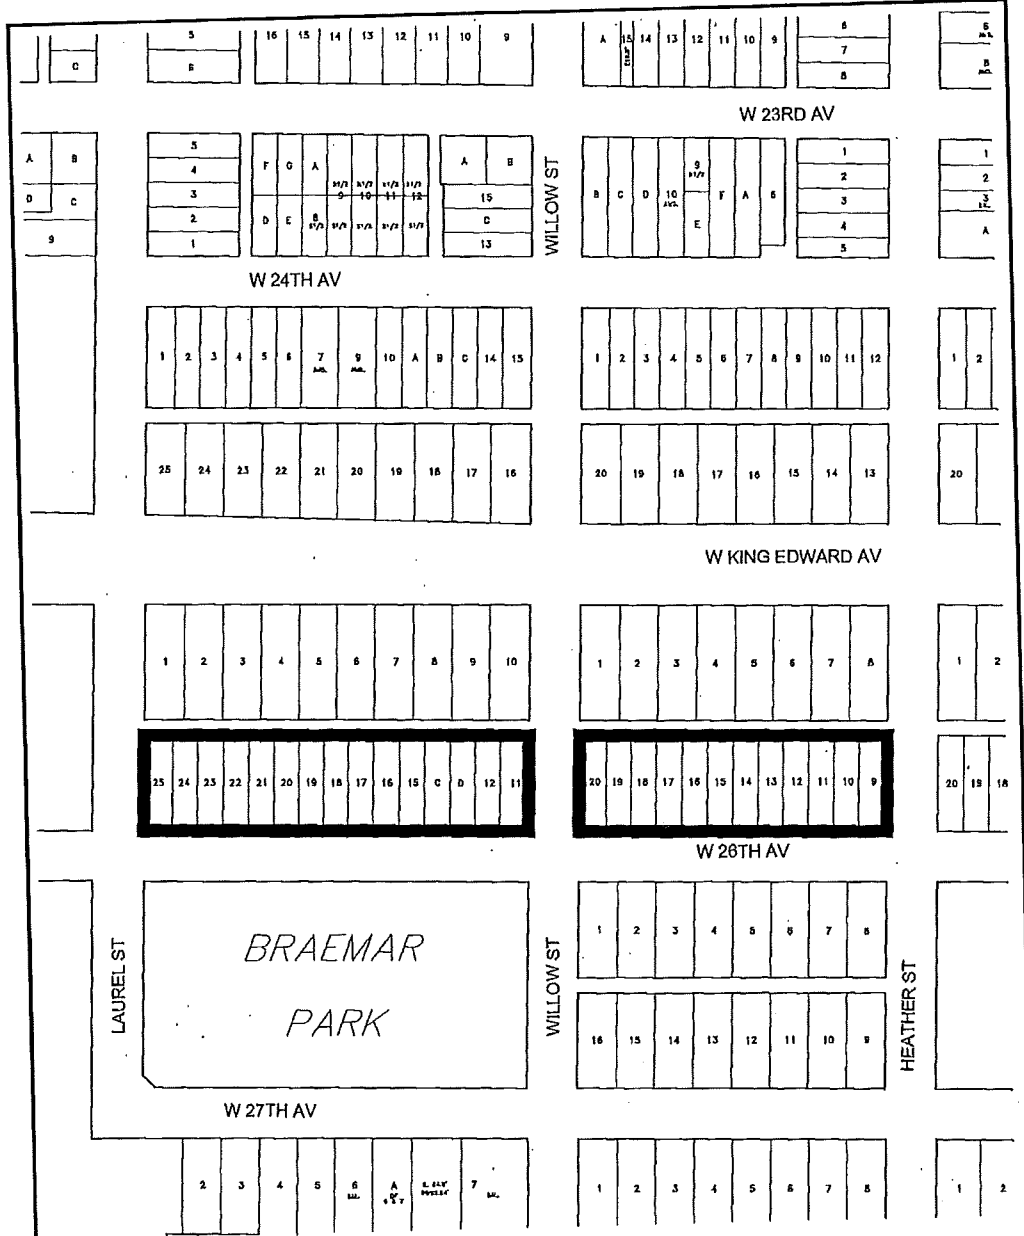 5 16 15 14 13 12 11 10 9 A 15 14 13 12 11 10 9 6
C 6 7 8
W 23RD AV
5 1 1
A B 4 F G A A B 9 2 2
D C 3 9 10 11 12 15 B C D 10 F A 6 3 3
9 2 D E B C E 4 A
1 13 5
WILLOW ST
W 24TH AV
1 2 3 4 5 6 7 9 10 A B C 14 15 1 2 3 4 5 6 7 8 9 10 11 12 1 2
25 24 23 22 21 20 19 18 17 16 20 19 18 17 16 15 14 13 20
W KING EDWARD AV
1 2 3 4 5 6 7 8 9 10 1 2 3 4 5 6 7 8 1 2
25 24 23 22 21 20 19 18 17 16 15 C D 12 11 20 19 18 17 16 15 14 13 12 11 10 9 20 19 18
W 26TH AV
1 2 3 4 5 6 7 8
BRAEMAR
PARK
LAUREL ST
WILLOW ST
HEATHER ST
16 15 14 13 12 11 10 9
W 27TH AV
2 3 4 5 6 A 7 1 2 3 4 5 6 7 8 1 2